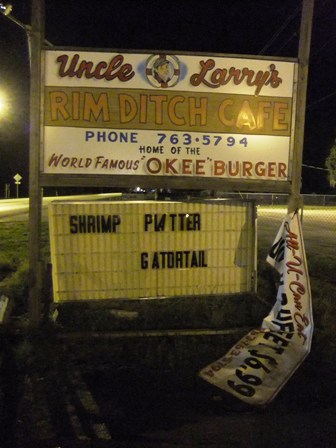 Uncle Larry's
RIM DITCH CAFE
PHONE 763-5794
HOME OF THE
WORLD FAMOUS "OKEE" BURGER
SHRIMP PLATTER
GATORTAIL
All-U-Can Eat
UFFET $6.99